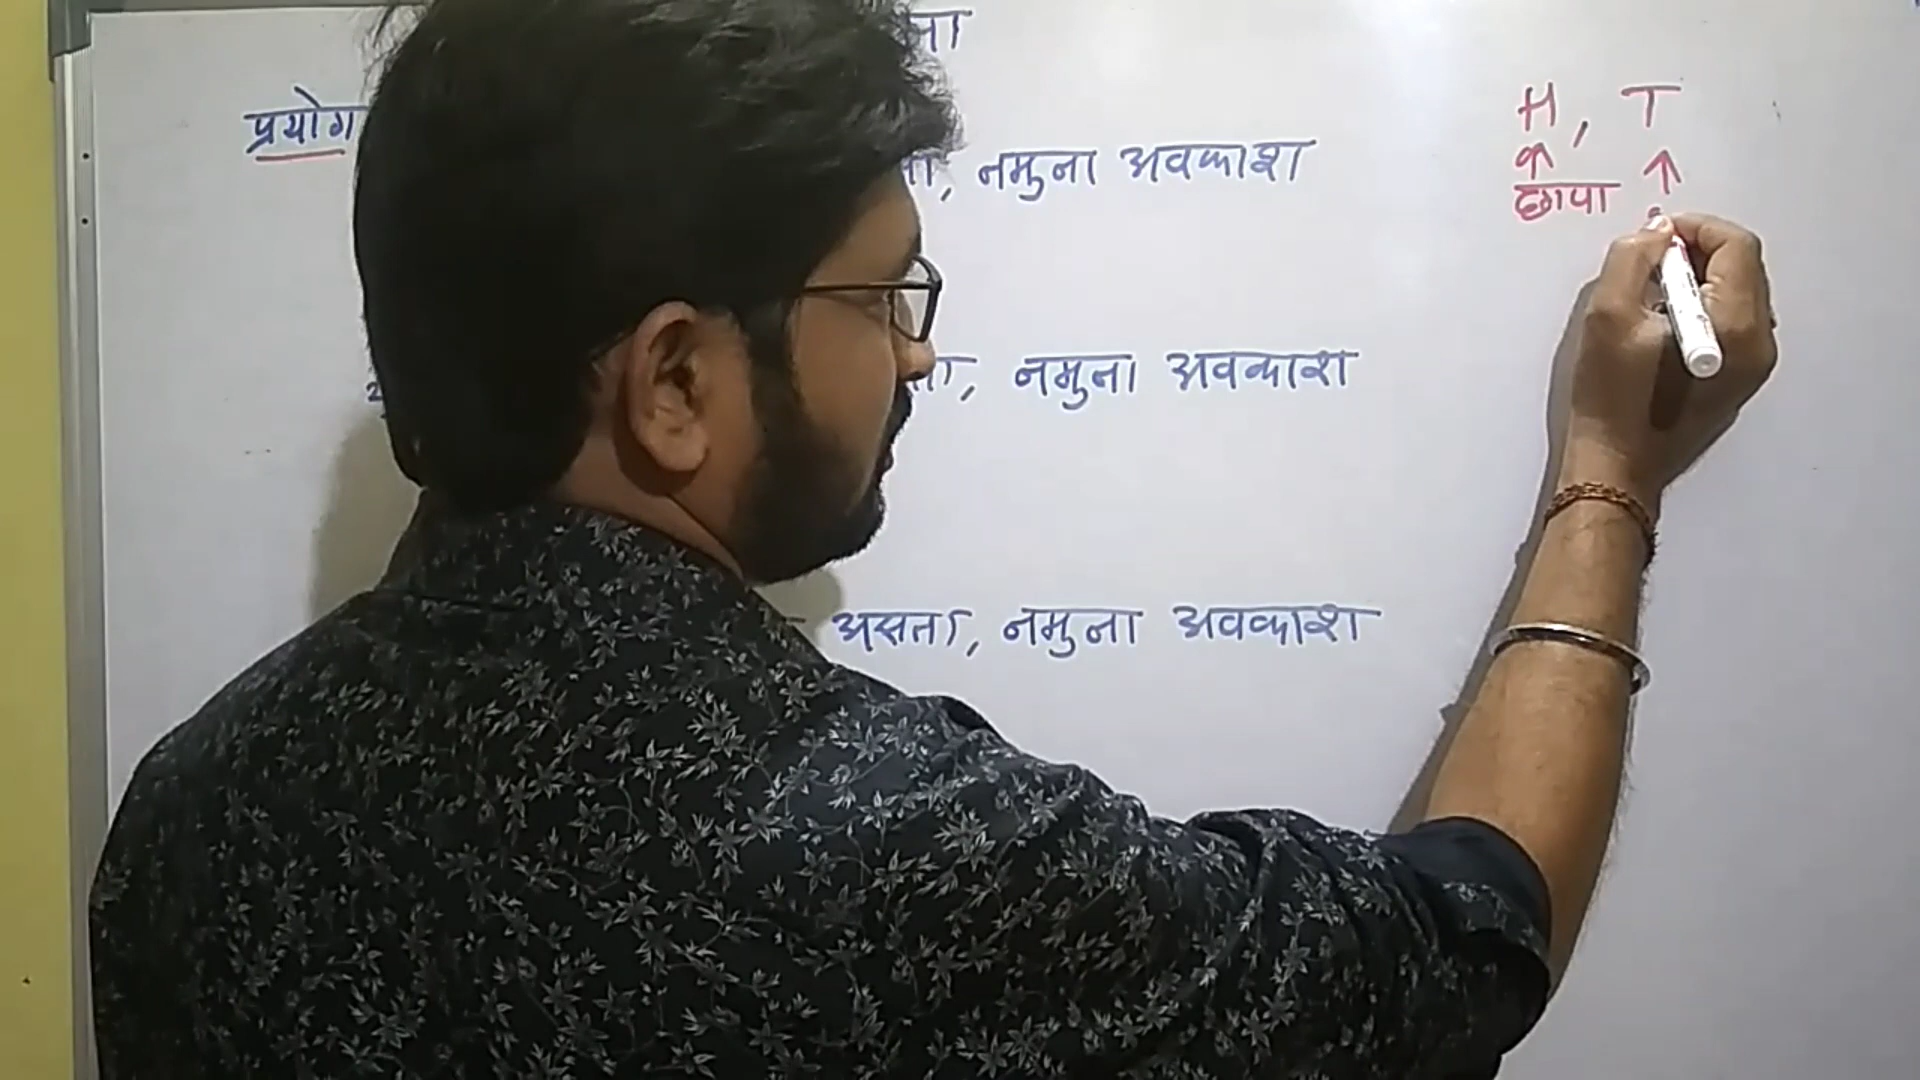 प्रयोग
H, T
नमुना अवकाश
छापा
नमुना अवकाश
असता, नमुना अवकाश